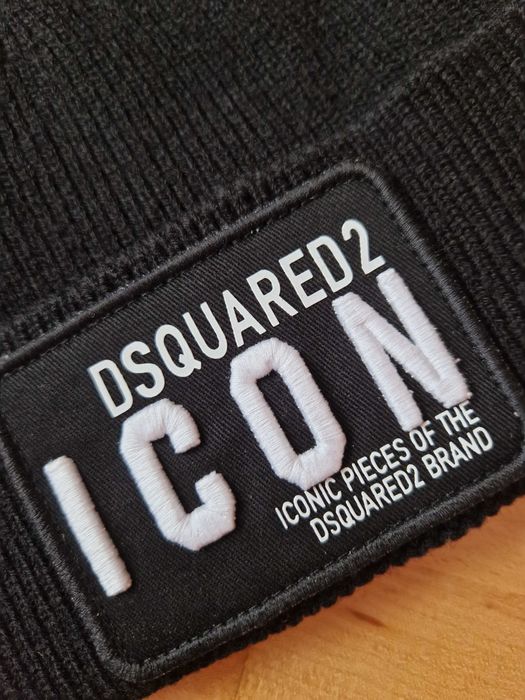 DSQUARED2
ICON
ICONIC PIECES OF THE
DSQUARED2 BRAND